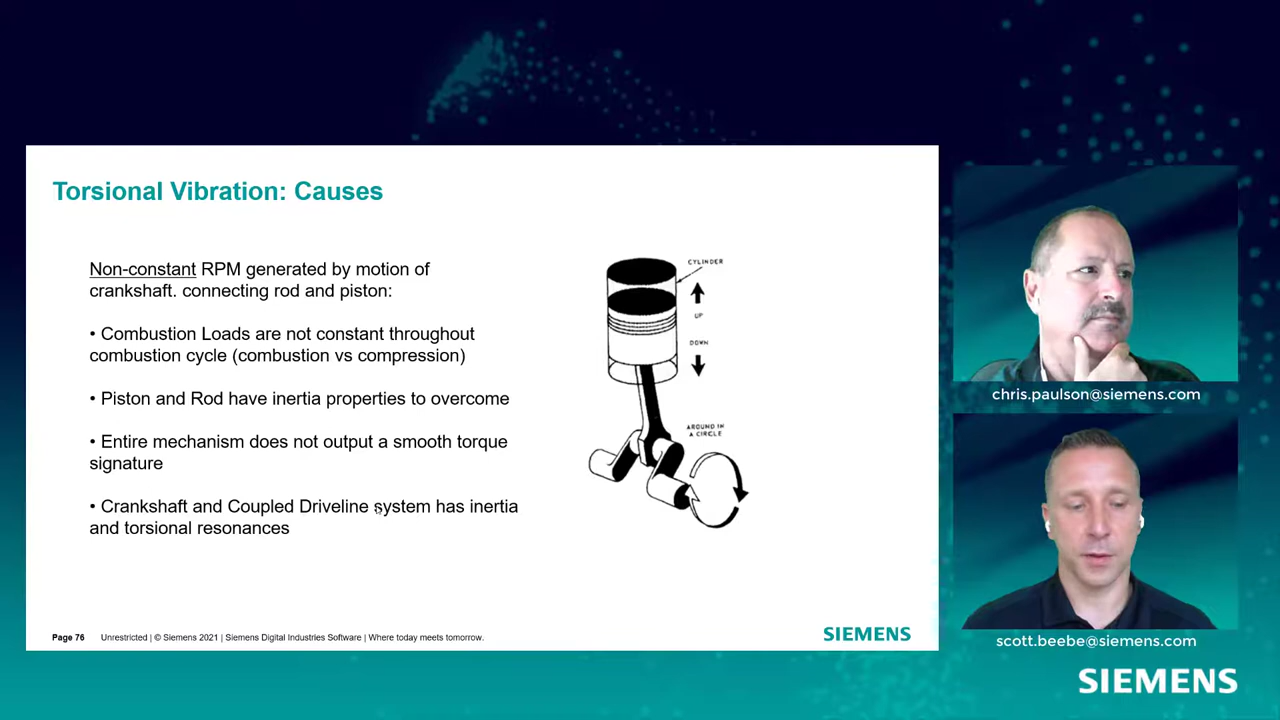 Torsional Vibration: Causes
Non-constant RPM generated by motion of
crankshaft. connecting rod and piston:
• Combustion Loads are not constant throughout
combustion cycle (combustion vs compression)
• Piston and Rod have inertia properties to overcome
• Entire mechanism does not output a smooth torque
signature
• Crankshaft and Coupled Driveline system has inertia
and torsional resonances
CYLINDER
UP
DOWN
AROUND IN
A CIRCLE
Page 76 Unrestricted | © Siemens 2021 | Siemens Digital Industries Software | Where today meets tomorrow.
SIEMENS
chris.paulson@siemens.com
scott.beebe@siemens.com
SIEMENS